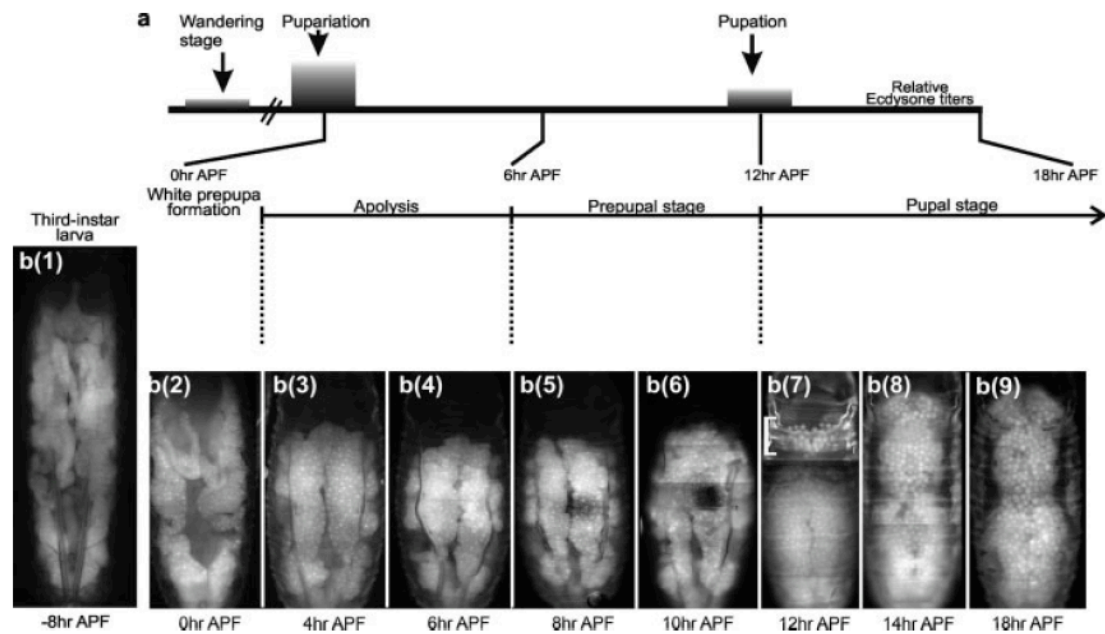 a
Wandering
stage
Pupariation
Pupation
Relative
Ecdysone titers
0hr APF
6hr APF
12hr APF
18hr APF
White prepupa
formation
Apolysis
Prepupal stage
Pupal stage
Third-instar
larva
b(1)
b(2)
b(3)
b(4)
b(5)
b(6)
b(7)
b(8)
b(9)
-8hr APF
0hr APF
4hr APF
6hr APF
8hr APF
10hr APF
12hr APF
14hr APF
18hr APF